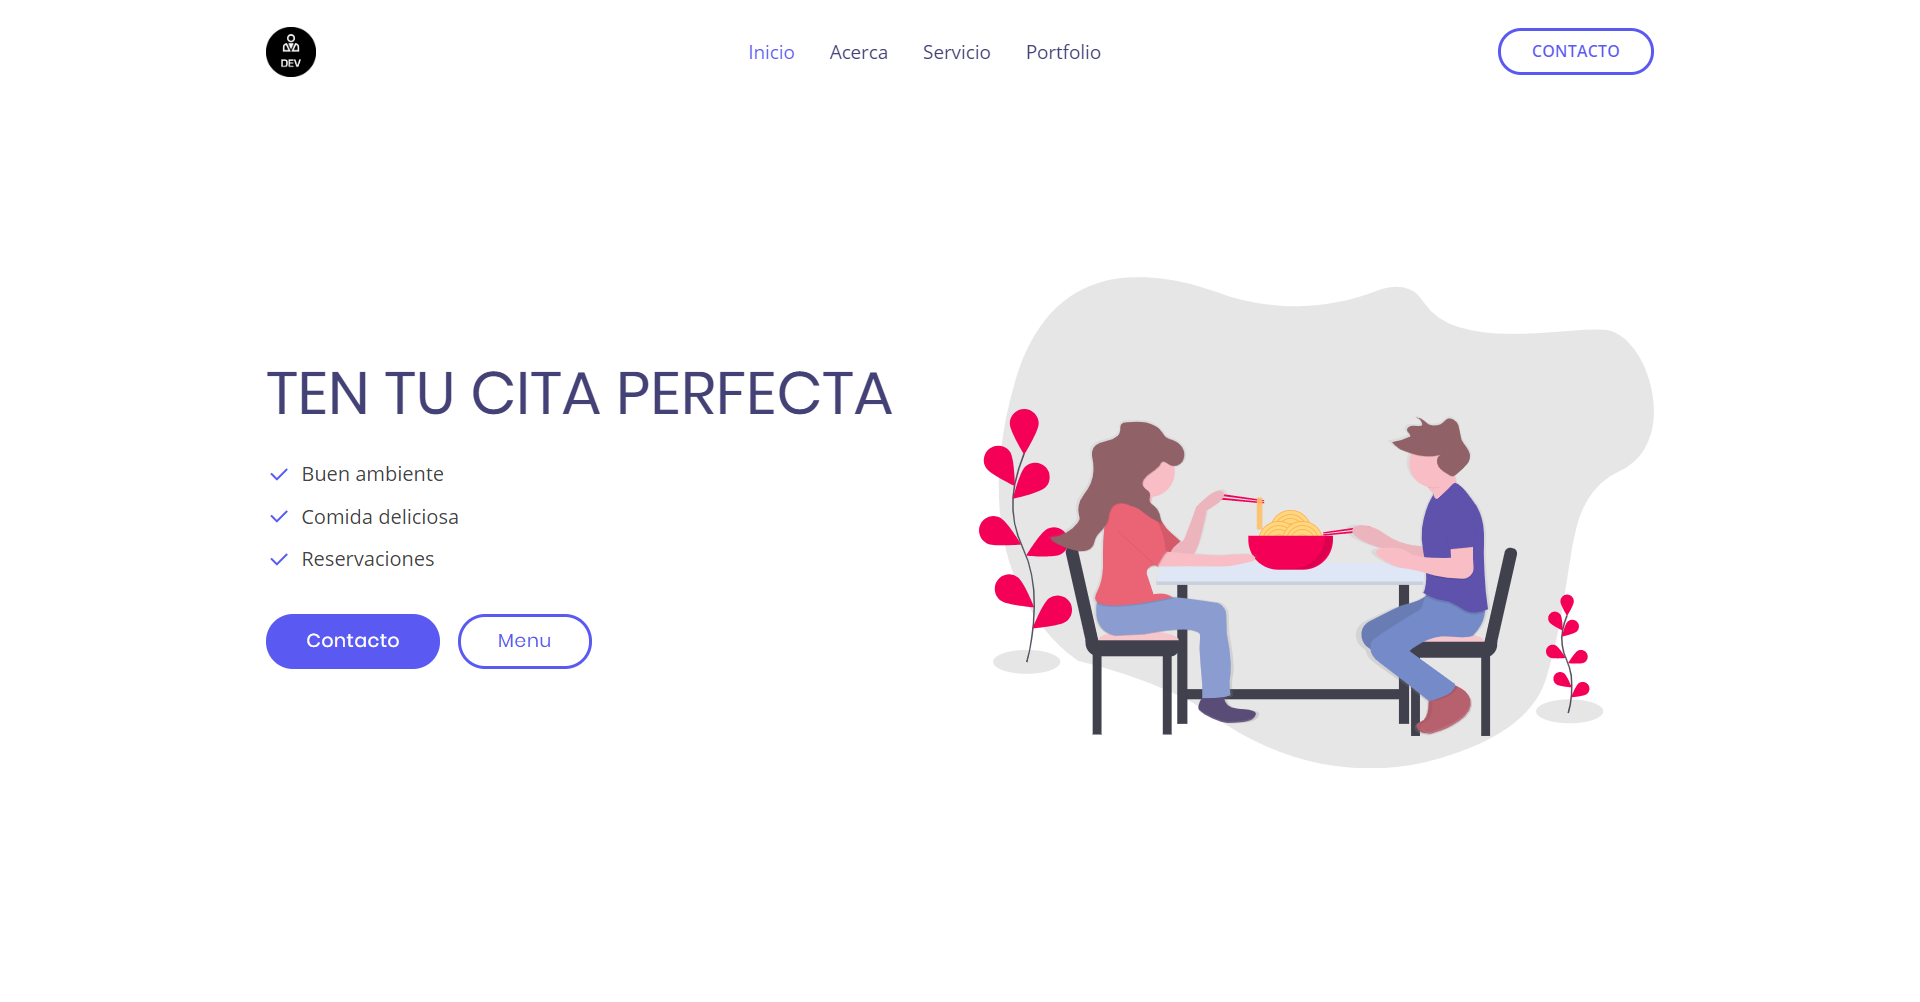 DEV
Inicio Acerca Servicio Portfolio
CONTACTO
TEN TU CITA PERFECTA
Buen ambiente
Comida deliciosa
Reservaciones
Contacto Menu